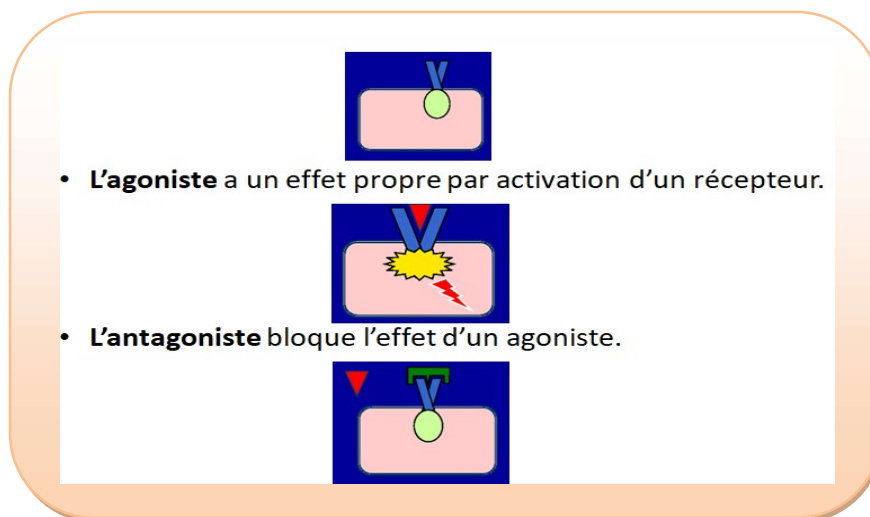 • L’agoniste a un effet propre par activation d’un récepteur.
• L’antagoniste bloque l’effet d’un agoniste.